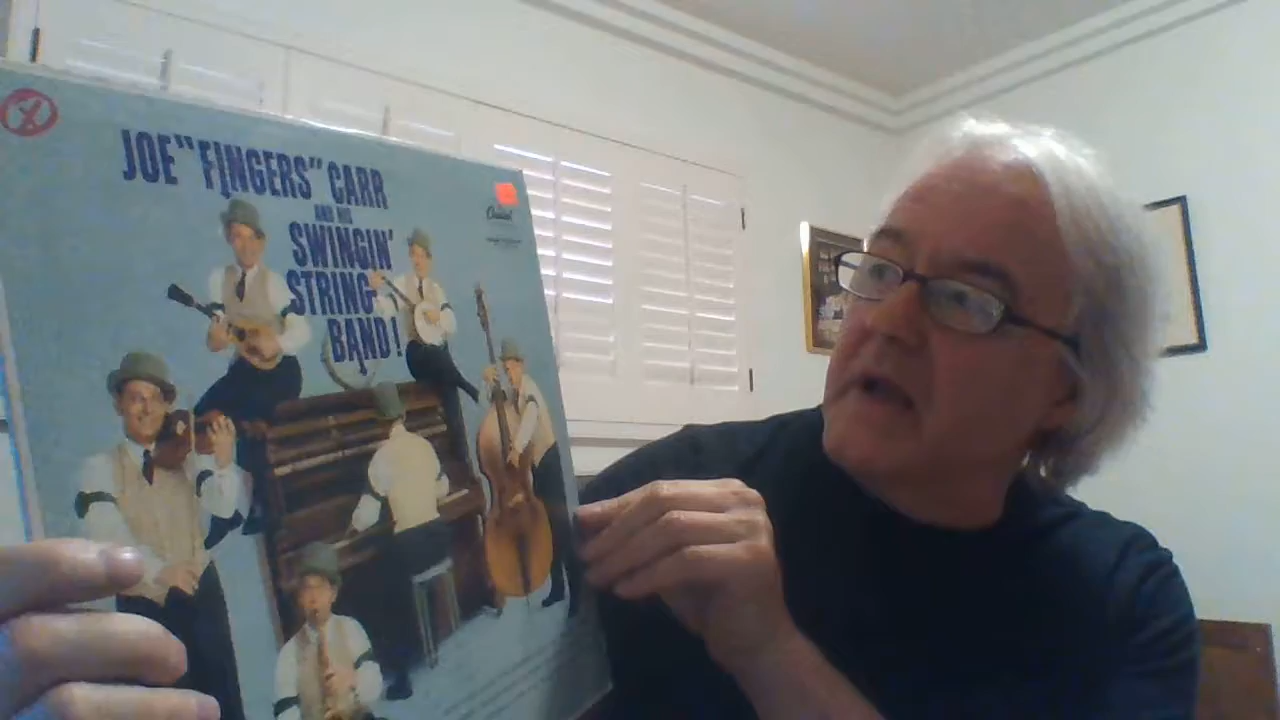 JOE "FINGERS" CARR
AND HIS
SWINGIN'
STRING
BAND!
Capitol